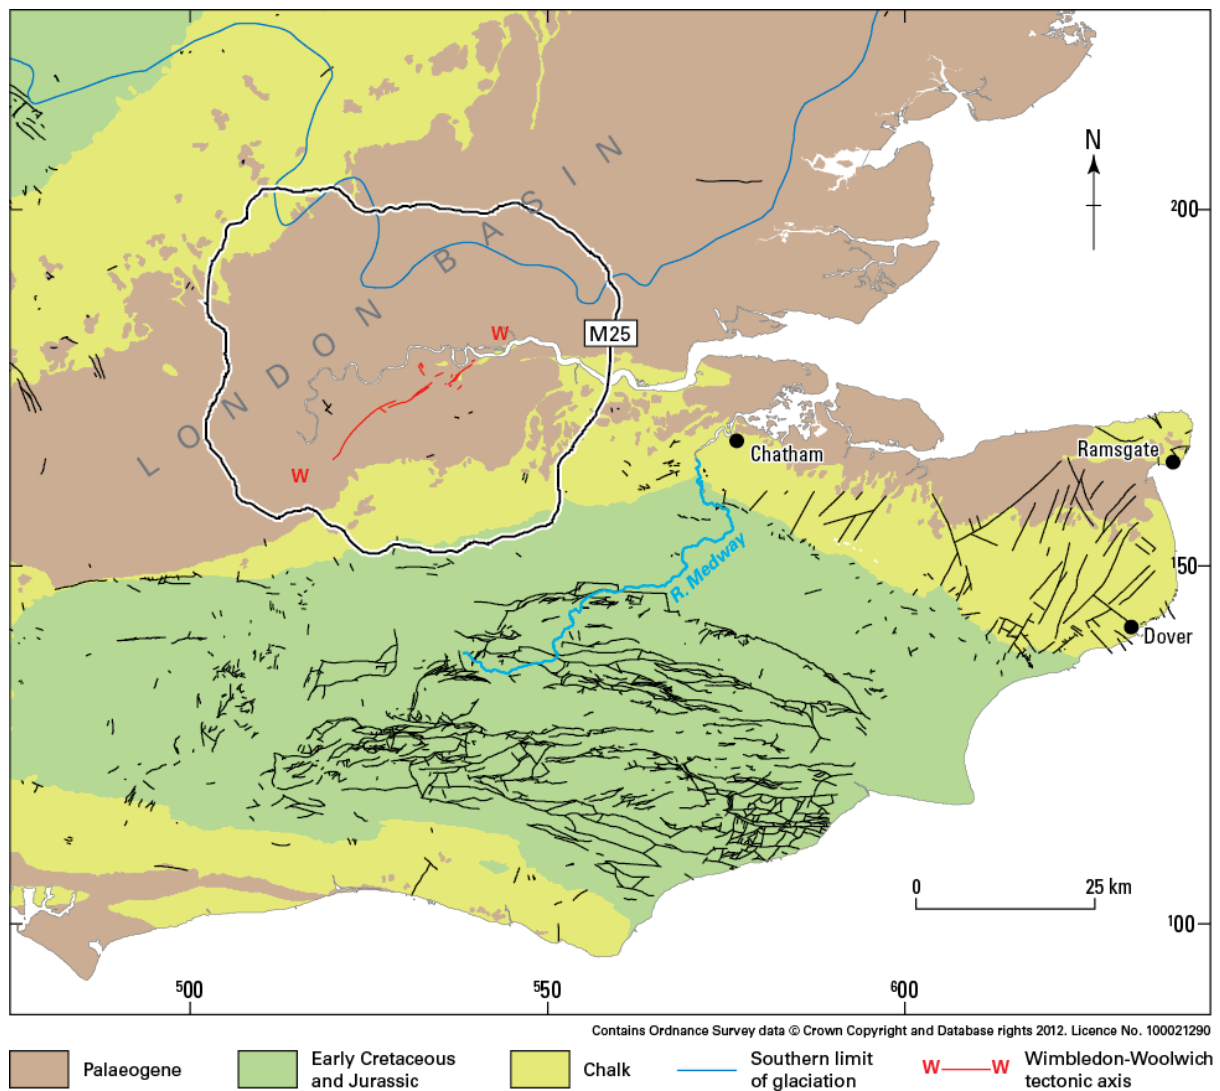 N
200
LONDON BASIN
W
M25
W
Chatham
Ramsgate
R. Medway
150
Dover
0 25 km
100
500 550 600
Contains Ordnance Survey data © Crown Copyright and Database rights 2012. Licence No. 100021290
Palaeogene
Early Cretaceous
and Jurassic
Chalk
Southern limit
of glaciation
W W
Wimbledon-Woolwich
tectonic axis